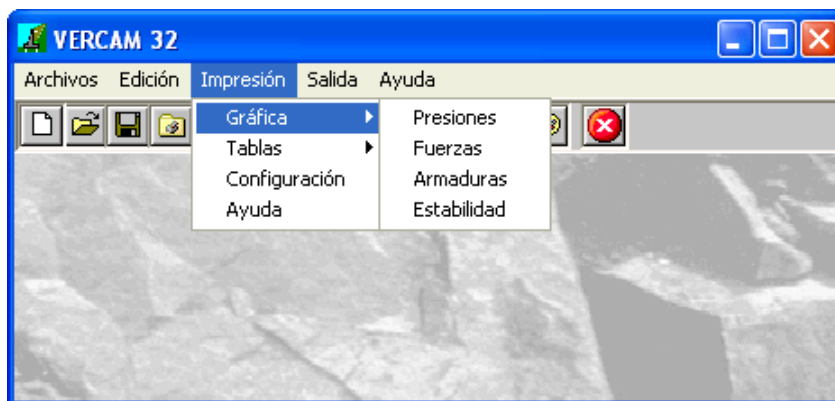 VERCAM 32
Archivos Edición Impresión Salida Ayuda
Gráfica
Tablas
Configuración
Ayuda
Presiones
Fuerzas
Armaduras
Estabilidad